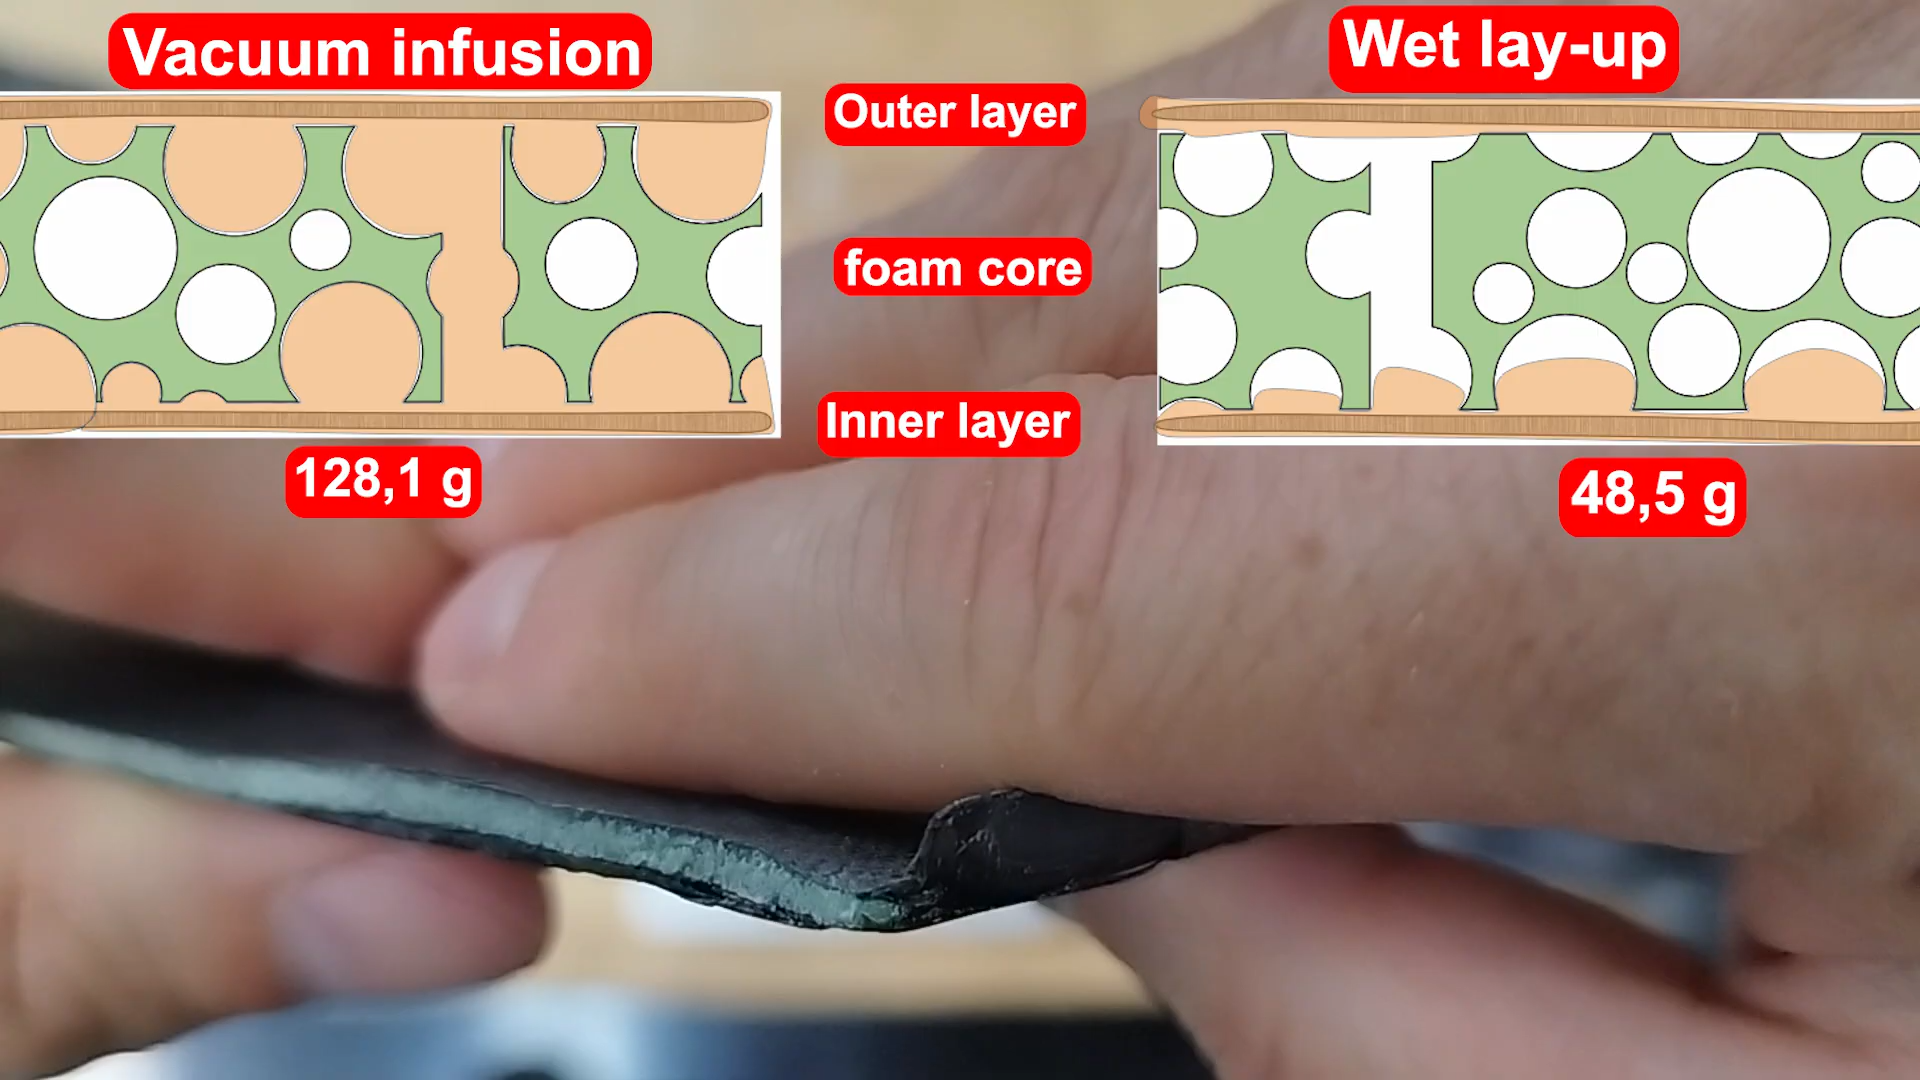 Vacuum infusion
Wet lay-up
Outer layer
foam core
Inner layer
128,1 g
48,5 g